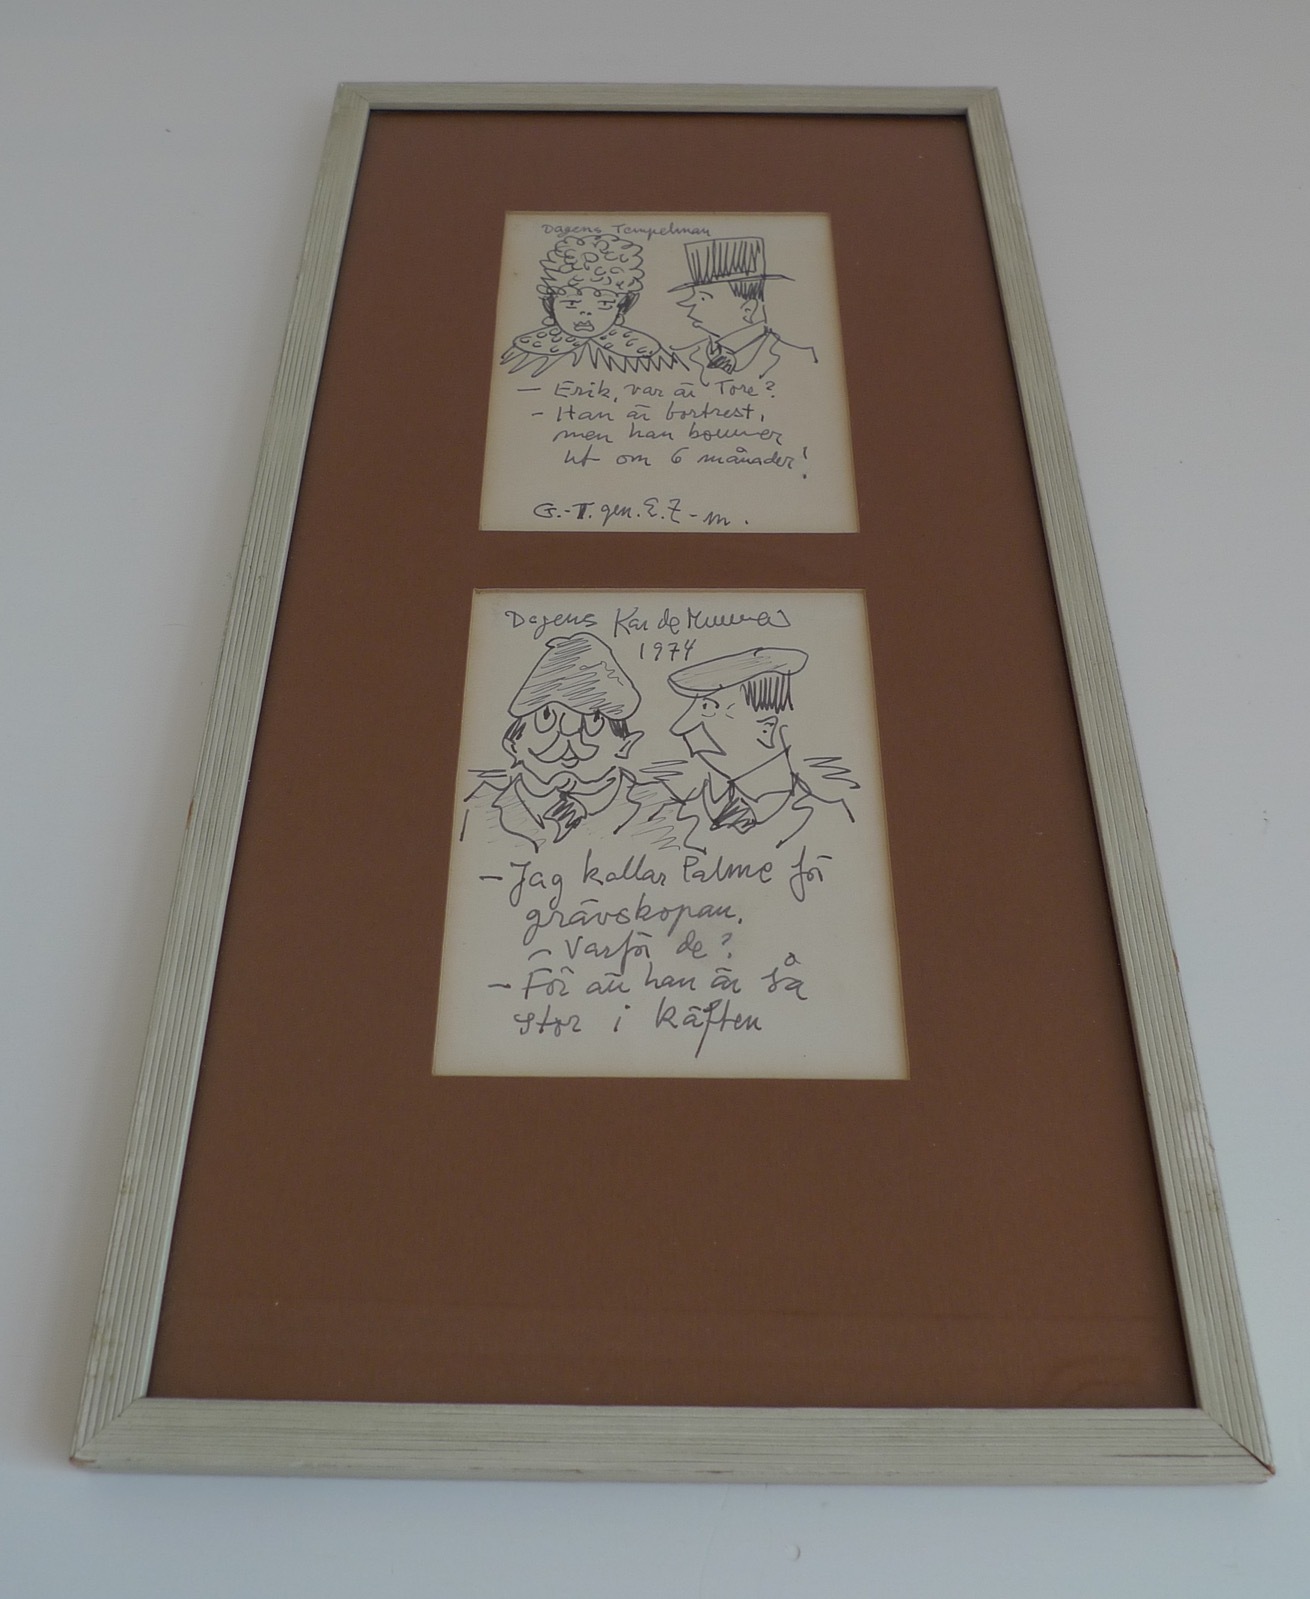 Dagens Tempelman
— Erik, var är Tore?
- Han är bortrest,
men han kommer
ut om 6 månader!
G.-T. gen. E. Z-m.
Dagens Kar de Mumma
1974
- Jag kallar Palme för
grävskopan.
- Varför de?
- För att han är så
stor i käften